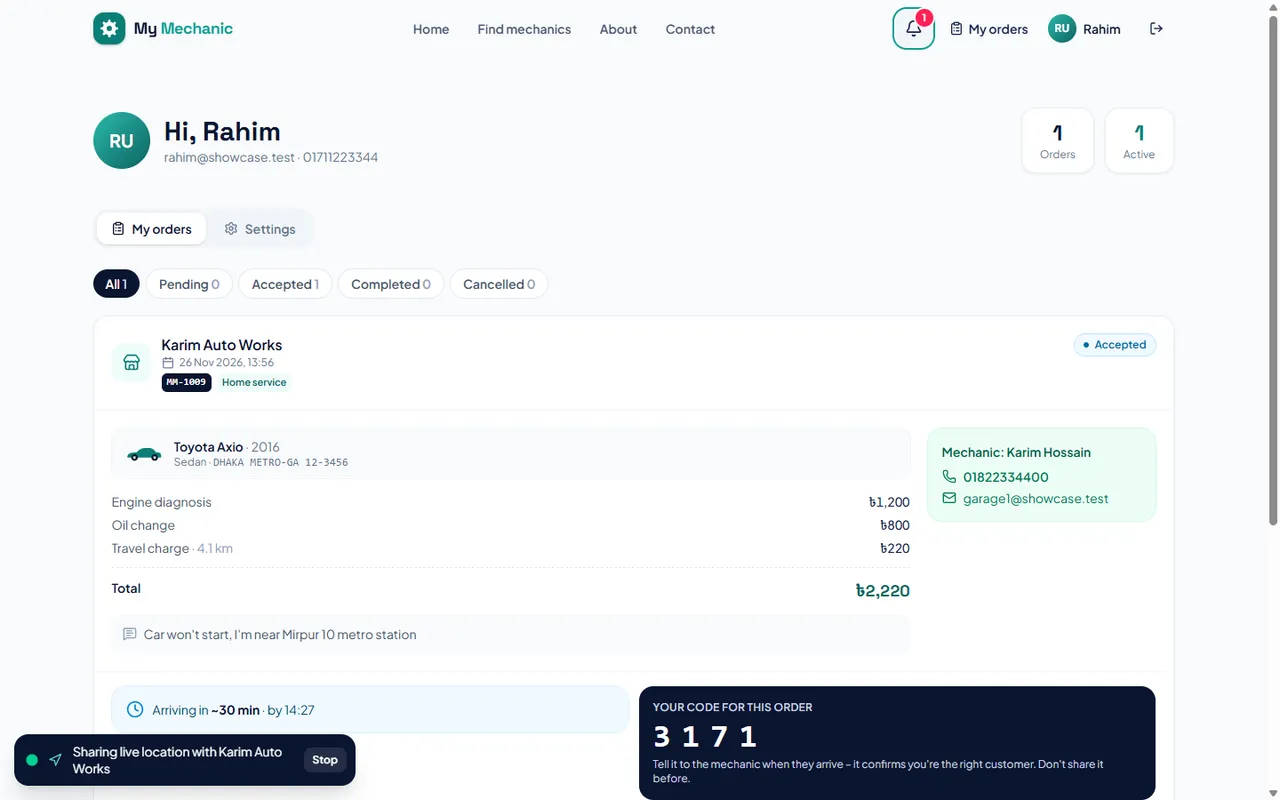 My Mechanic
Home
Find mechanics
About
Contact
1
My orders
RU
Rahim
RU
Hi, Rahim
rahim@showcase.test · 01711223344
1
Orders
1
Active
My orders
Settings
All 1
Pending 0
Accepted 1
Completed 0
Cancelled 0
Karim Auto Works
26 Nov 2026, 13:56
MM-1009
Home service
Accepted
Toyota Axio · 2016
Sedan · DHAKA METRO-GA 12-3456
Engine diagnosis ৳1,200
Oil change ৳800
Travel charge · 4.1 km ৳220
Total ৳2,220
Car won't start, I'm near Mirpur 10 metro station
Mechanic: Karim Hossain
01822334400
garage1@showcase.test
Arriving in ~30 min · by 14:27
YOUR CODE FOR THIS ORDER
3 1 7 1
Tell it to the mechanic when they arrive – it confirms you're the right customer. Don't share it
before.
Sharing live location with Karim Auto
Works
Stop